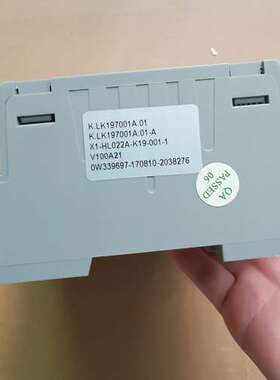 K.LK197001A.01
K.LK197001A.01-A
X1-HL022A-K19-001-1
V100A21
0W339697-170810-2038276
QA
PASSED
06